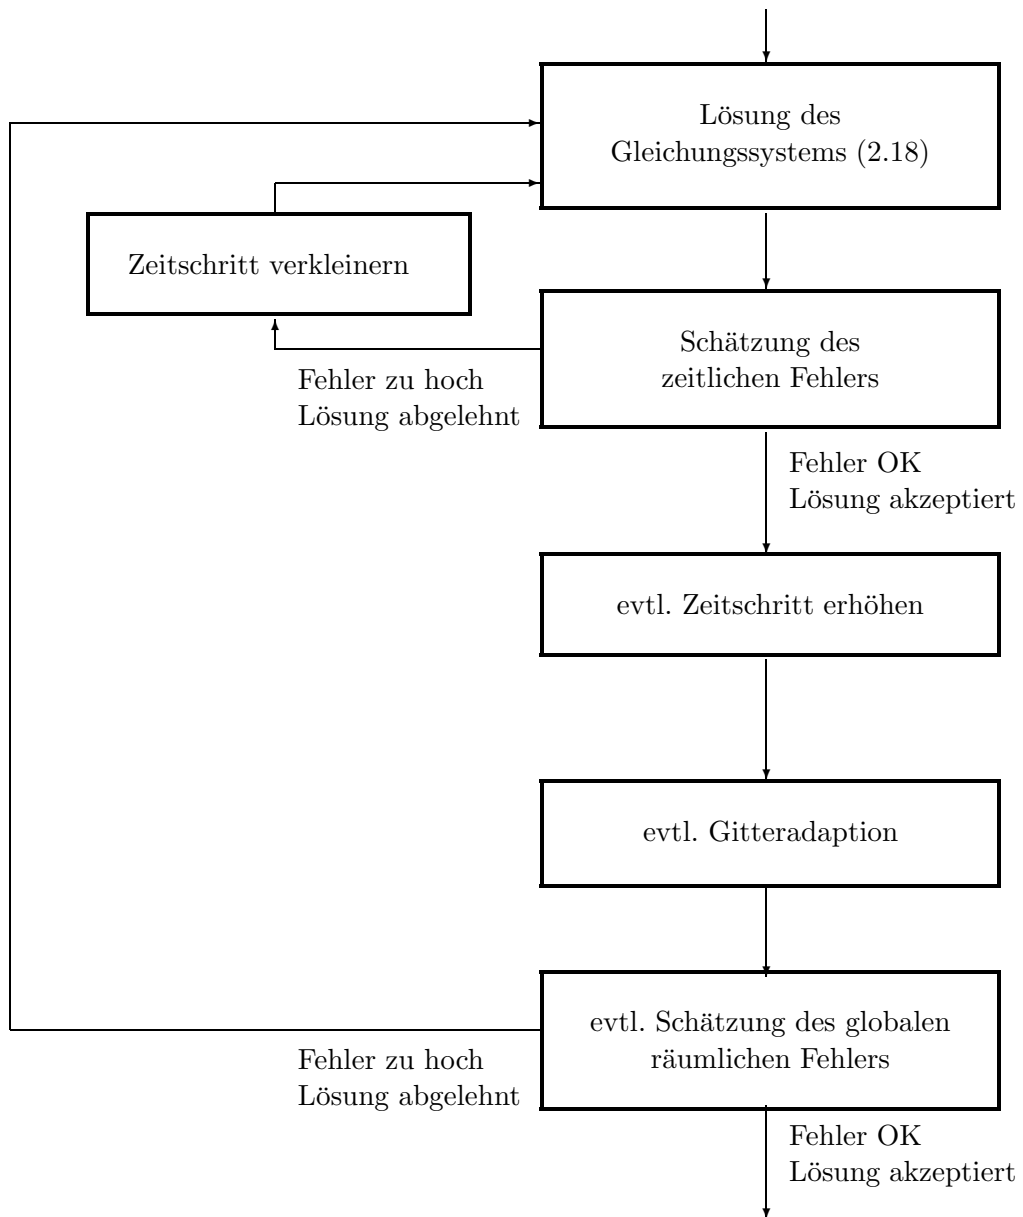 Lösung des
Gleichungssystems (2.18)
Zeitschritt verkleinern
Schätzung des
zeitlichen Fehlers
Fehler zu hoch
Lösung abgelehnt
Fehler OK
Lösung akzeptiert
evtl. Zeitschritt erhöhen
evtl. Gitteradaption
evtl. Schätzung des globalen
räumlichen Fehlers
Fehler zu hoch
Lösung abgelehnt
Fehler OK
Lösung akzeptiert